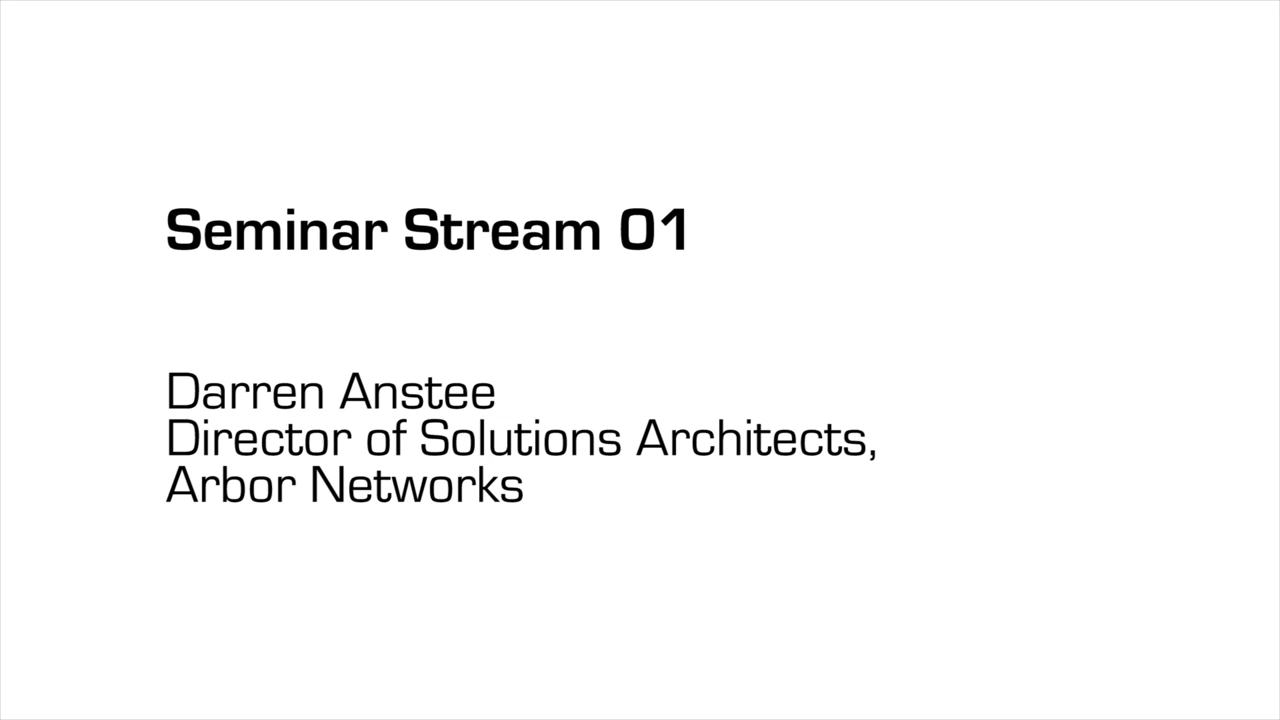 Seminar Stream 01
Darren Anstee
Director of Solutions Architects,
Arbor Networks